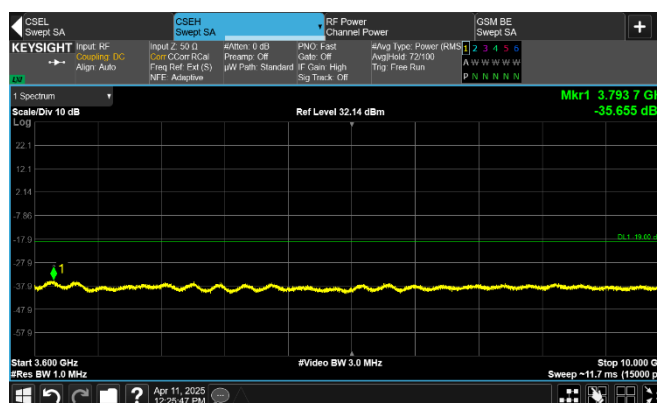 CSEL
Swept SA
CSEH
Swept SA
RF Power
Channel Power
GSM BE
Swept SA
+
KEYSIGHT
Input: RF
Coupling: DC
Align: Auto
Input Z: 50 Ω
Corr CCorr RCal
Freq Ref: Ext (S)
NFE: Adaptive
#Atten: 0 dB
Preamp: Off
µW Path: Standard
PNO: Fast
Gate: Off
IF Gain: High
Sig Track: Off
#Avg Type: Power (RMS
Avg|Hold: 72/100
Trig: Free Run
1 2 3 4 5 6
A W W W W W
P N N N N N
1 Spectrum
Mkr1 3.793 7 GH
Scale/Div 10 dB
Ref Level 32.14 dBm
-35.655 dB
Log
22.1
12.1
2.14
-7.86
-17.9
DL1 -19.00 d
-27.9
1
-37.9
-47.9
-57.9
Start 3.600 GHz
#Video BW 3.0 MHz
Stop 10.000 G
#Res BW 1.0 MHz
Sweep ~11.7 ms (15000 p
?
Apr 11, 2025
12:25:47 PM